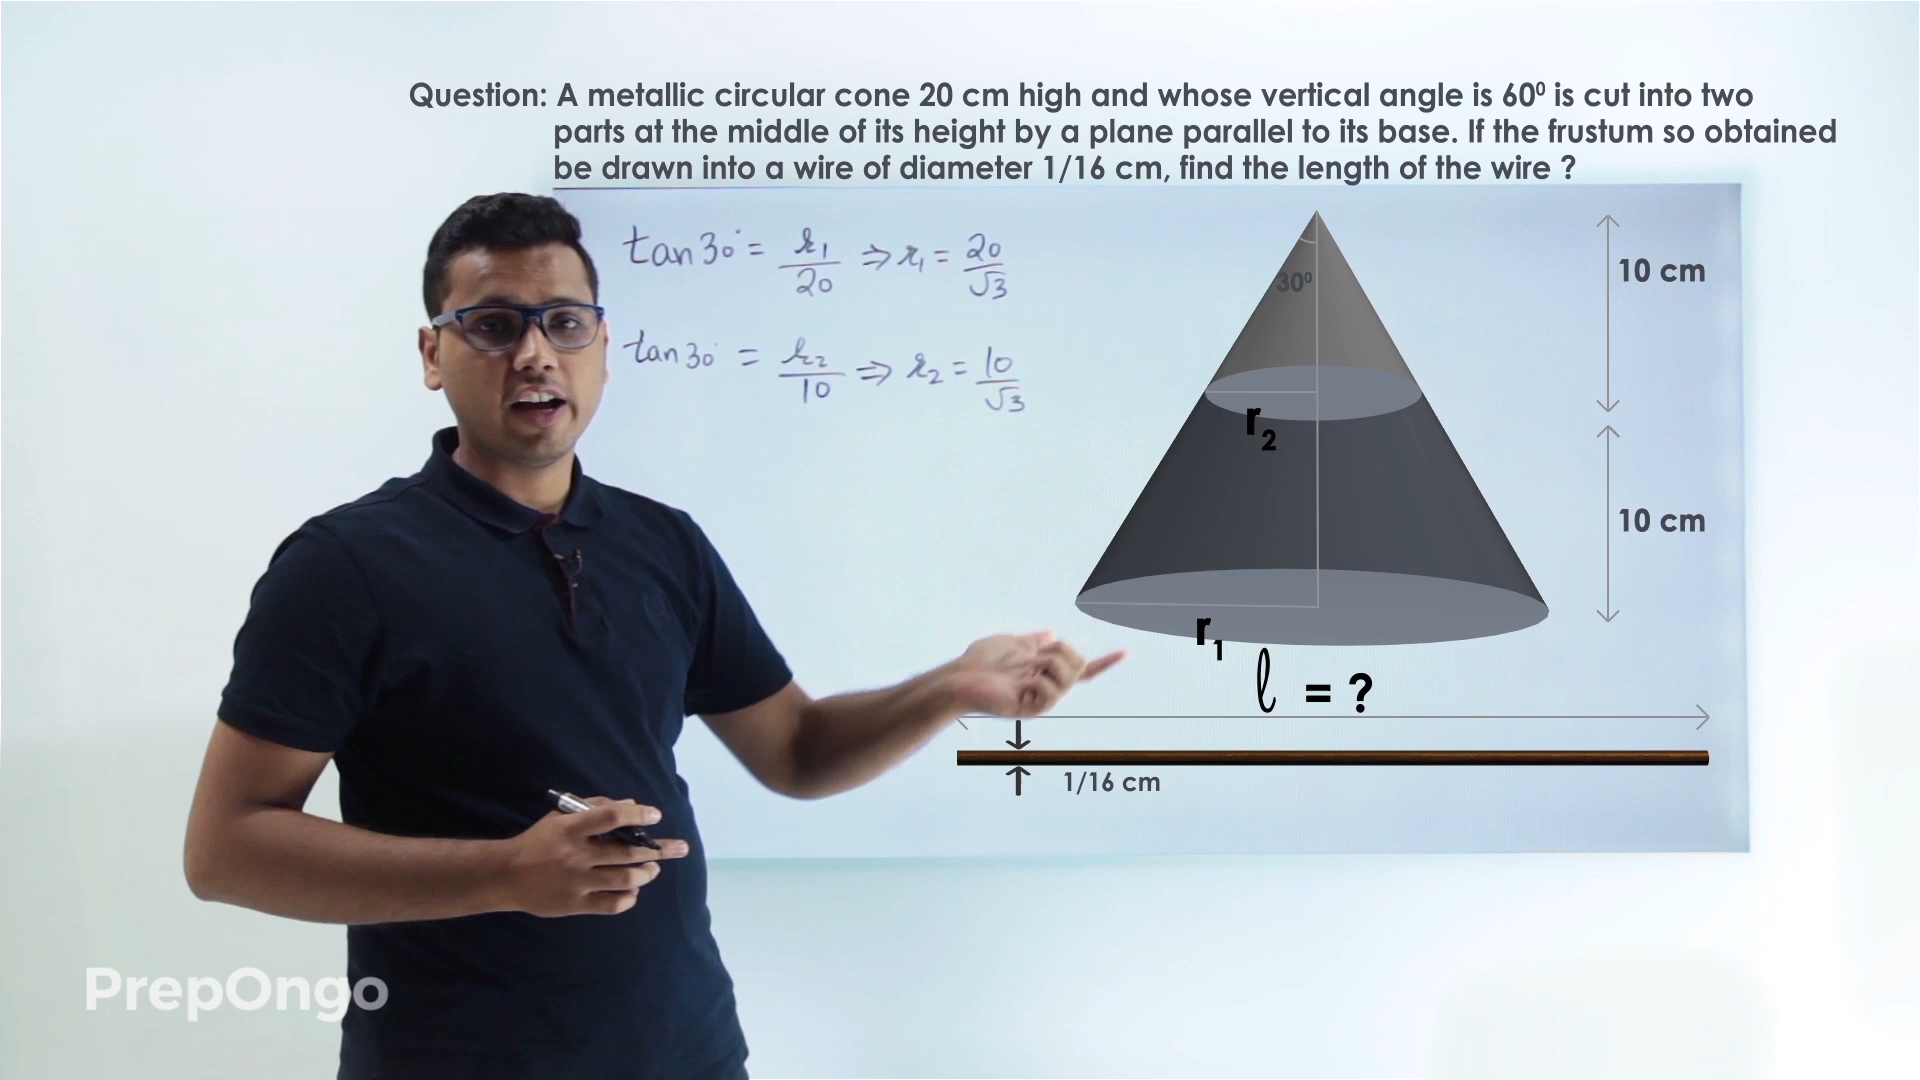 Question: A metallic circular cone 20 cm high and whose vertical angle is 60⁰ is cut into two
parts at the middle of its height by a plane parallel to its base. If the frustum so obtained
be drawn into a wire of diameter 1/16 cm, find the length of the wire ?
tan 30° = r₁/20 ⇒ r₁ = 20/√3
tan 30° = r₂/10 ⇒ r₂ = 10/√3
30⁰
10 cm
r₂
10 cm
r₁
ℓ = ?
1/16 cm
PrepOngo